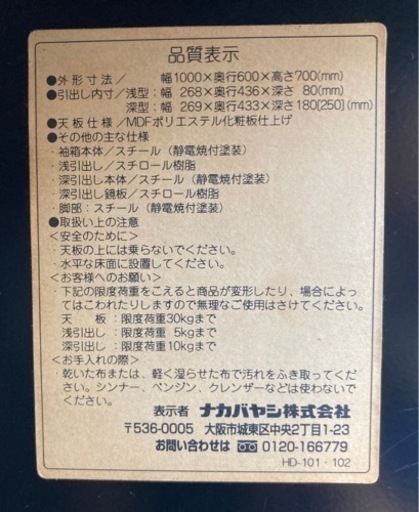 品質表示
●外形寸法／　幅1000×奥行600×高さ700(mm)
●引出し内寸／浅型：幅 268×奥行436×深さ 80(mm)
深型：幅 269×奥行433×深さ180[250](mm)
●天板仕様／MDFポリエステル化粧板仕上げ
●その他の主な仕様
袖箱本体／スチール（静電焼付塗装）
浅引出し／スチロール樹脂
深引出し本体／スチール（静電焼付塗装）
深引出し鏡板／スチロール樹脂
脚部：スチール（静電焼付塗装）
●取扱い上の注意
＜安全のために＞
天板の上には乗らないでください。
水平な床面に設置してください。
＜お客様へのお願い＞
下記の限度荷重をこえると商品が変形したり、場合によっ
てはこわれたりしますので無理なご使用はさけてください。
天　　板：限度荷重30kgまで
浅引出し：限度荷重 5kgまで
深引出し：限度荷重10kgまで
＜お手入れの際＞
・乾いた布または、軽く湿らせた布で汚れをふき取ってくだ
さい。シンナー、ベンジン、クレンザーなどは使わないで
ください。
表示者 ナカバヤシ株式会社
〒536-0005 大阪市城東区中央2丁目1-23
お問い合わせは 0120-166779
HD-101・102